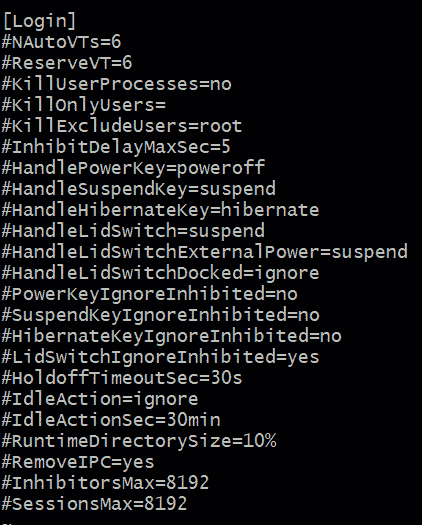 [Login]
#NAutoVTs=6
#ReserveVT=6
#KillUserProcesses=no
#KillOnlyUsers=
#KillExcludeUsers=root
#InhibitDelayMaxSec=5
#HandlePowerKey=poweroff
#HandleSuspendKey=suspend
#HandleHibernateKey=hibernate
#HandleLidSwitch=suspend
#HandleLidSwitchExternalPower=suspend
#HandleLidSwitchDocked=ignore
#PowerKeyIgnoreInhibited=no
#SuspendKeyIgnoreInhibited=no
#HibernateKeyIgnoreInhibited=no
#LidSwitchIgnoreInhibited=yes
#HoldoffTimeoutSec=30s
#IdleAction=ignore
#IdleActionSec=30min
#RuntimeDirectorySize=10%
#RemoveIPC=yes
#InhibitorsMax=8192
#SessionsMax=8192